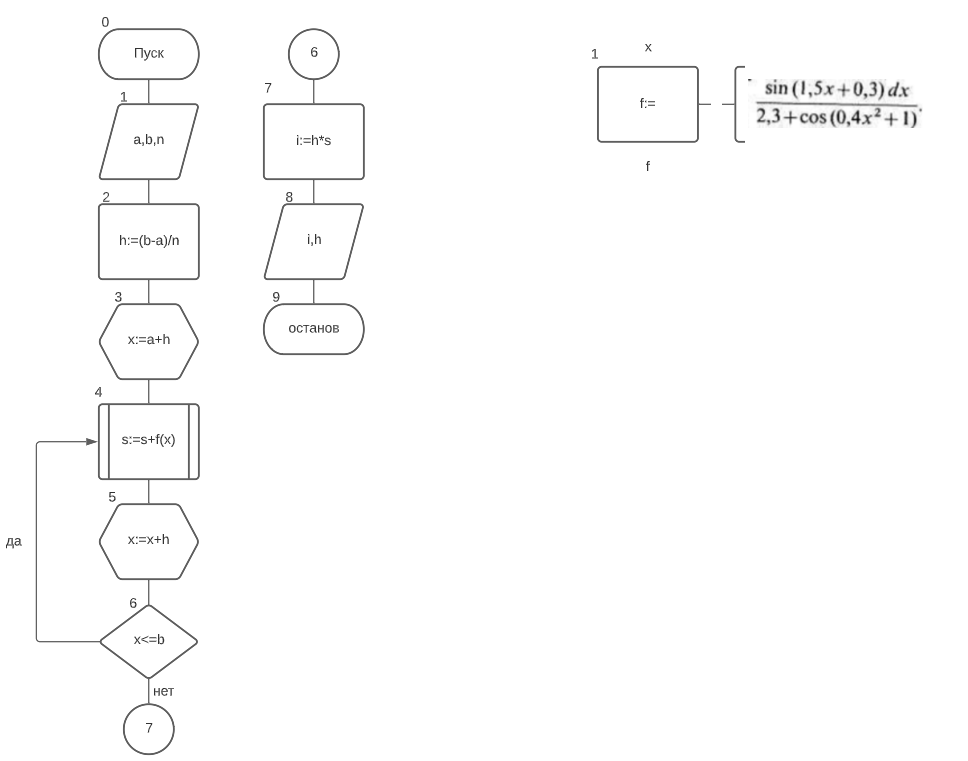 0
Пуск
1
a,b,n
2
h:=(b-a)/n
3
x:=a+h
4
s:=s+f(x)
5
x:=x+h
да
6
x<=b
нет
7
6
7
i:=h*s
8
i,h
9
останов
x
1
f:=
sin (1,5x+0,3) dx
2,3+cos (0,4x²+1)
f